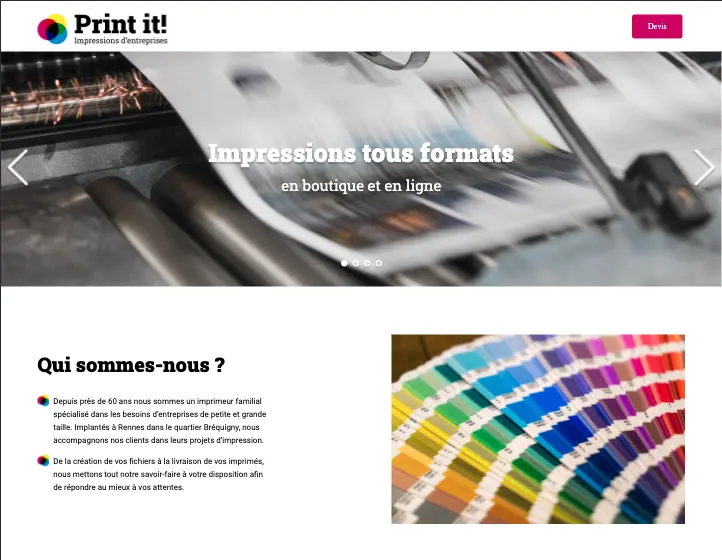 Print it!
Impressions d'entreprises
Devis
Impressions tous formats
en boutique et en ligne
Qui sommes-nous ?
Depuis près de 60 ans nous sommes un imprimeur familial
spécialisé dans les besoins d'entreprises de petite et grande
taille. Implantés à Rennes dans le quartier Bréquigny, nous
accompagnons nos clients dans leurs projets d'impression.
De la création de vos fichiers à la livraison de vos imprimés,
nous mettons tout notre savoir-faire à votre disposition afin
de répondre au mieux à vos attentes.